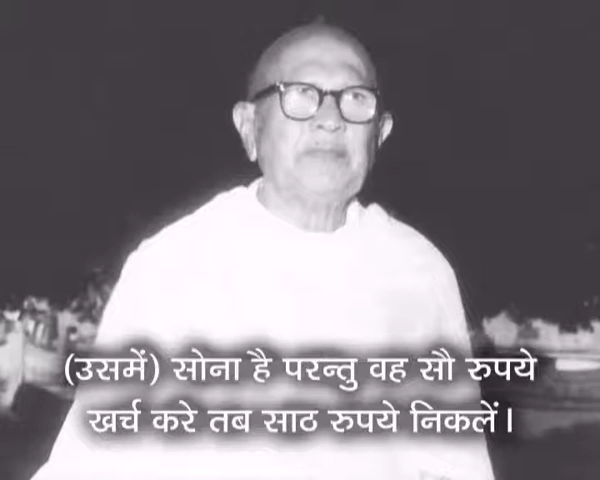 (उसमें) सोना है परन्तु वह सौ रुपये
खर्च करे तब साठ रुपये निकलें।